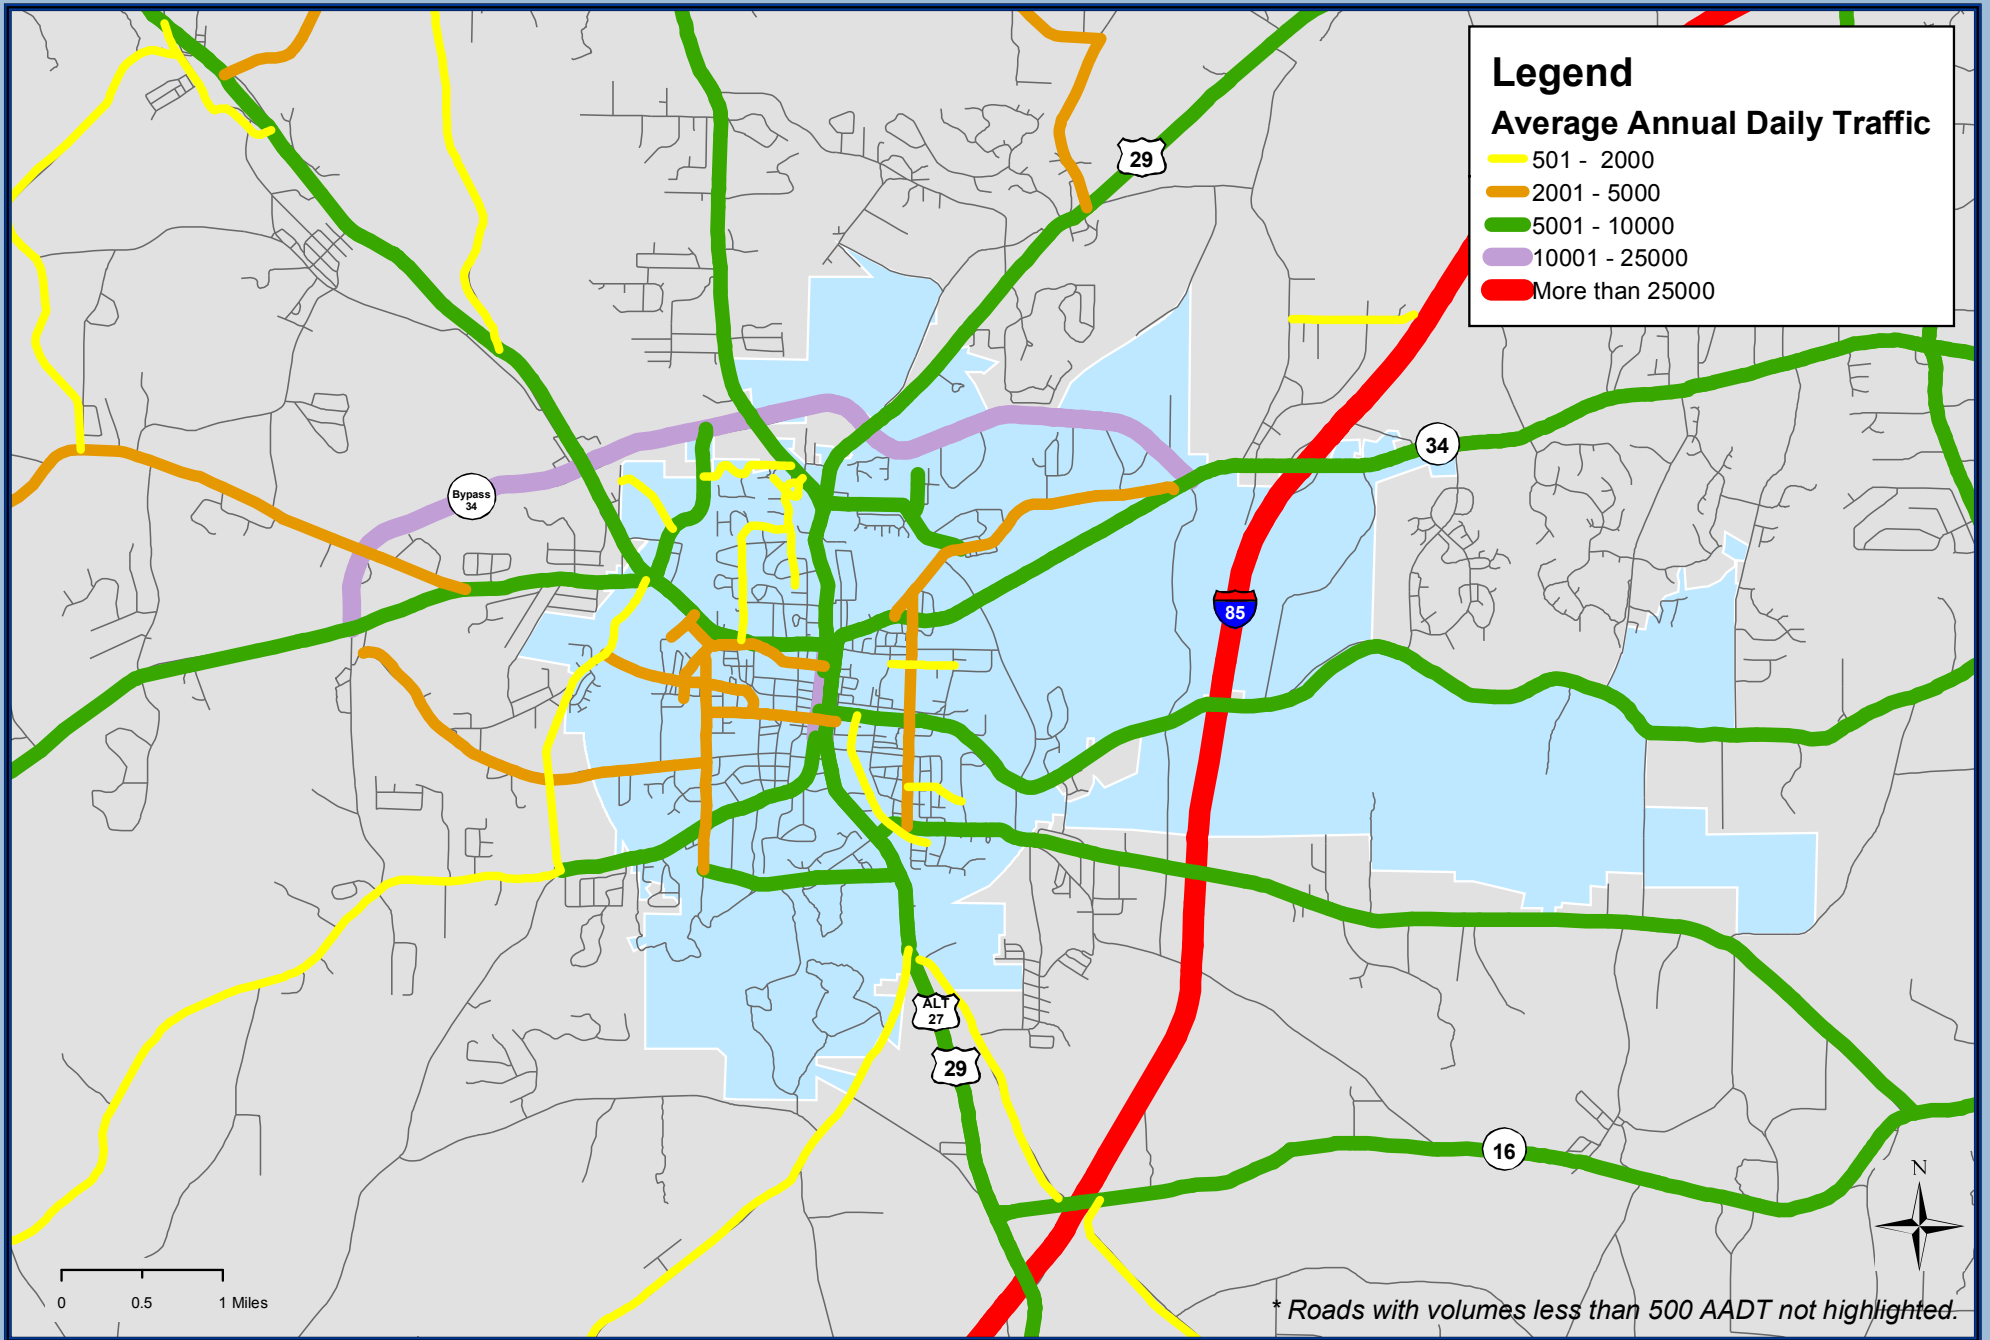 Legend
Average Annual Daily Traffic
501 - 2000
2001 - 5000
5001 - 10000
10001 - 25000
More than 25000
29
34
Bypass
34
85
ALT
27
29
16
N
0 0.5 1 Miles
* Roads with volumes less than 500 AADT not highlighted.